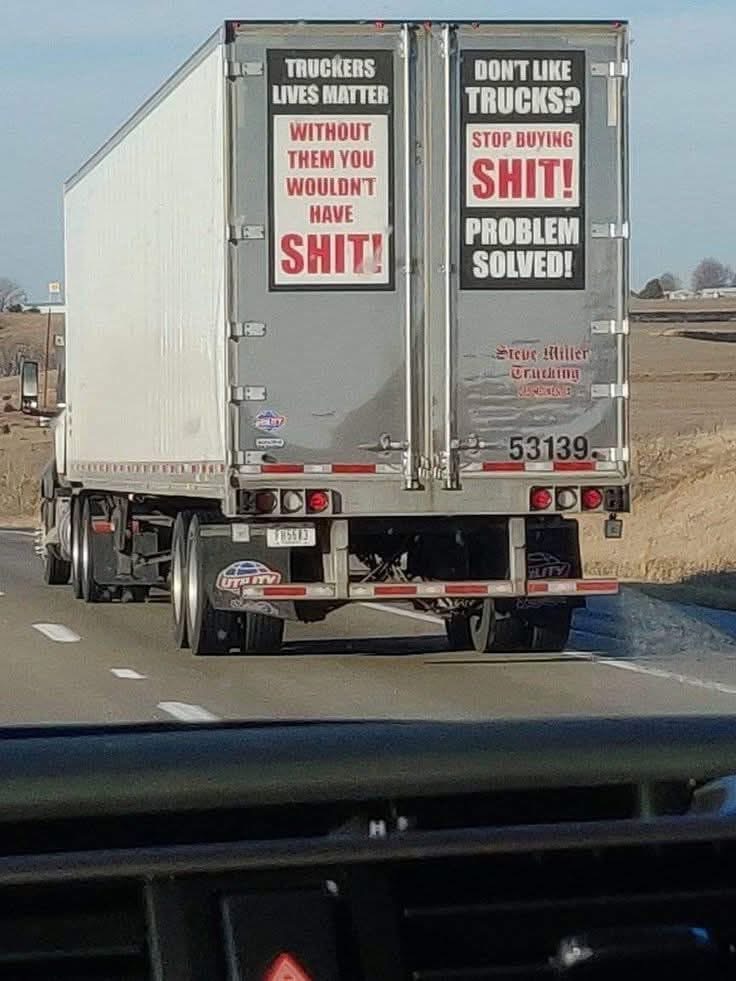 TRUCKERS
LIVES MATTER
WITHOUT
THEM YOU
WOULDN'T
HAVE
SHIT!
DON'T LIKE
TRUCKS?
STOP BUYING
SHIT!
PROBLEM
SOLVED!
Steve Miller
Trucking
UTILITY
53139
UTILITY